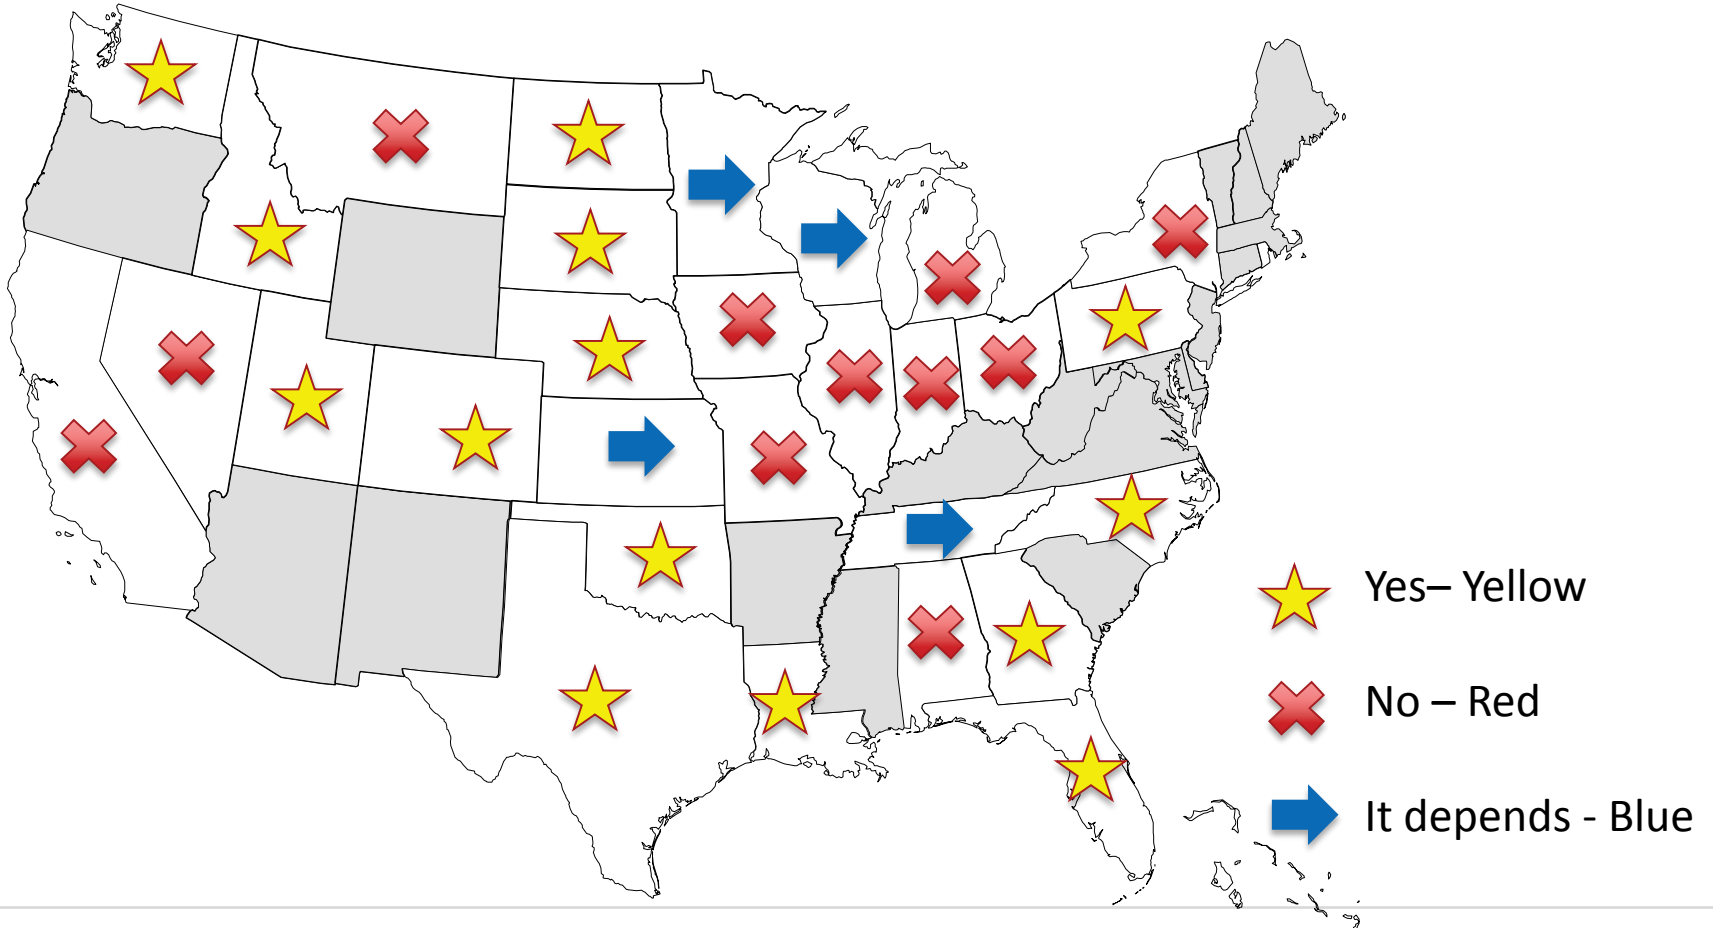 Yes– Yellow
No – Red
It depends - Blue